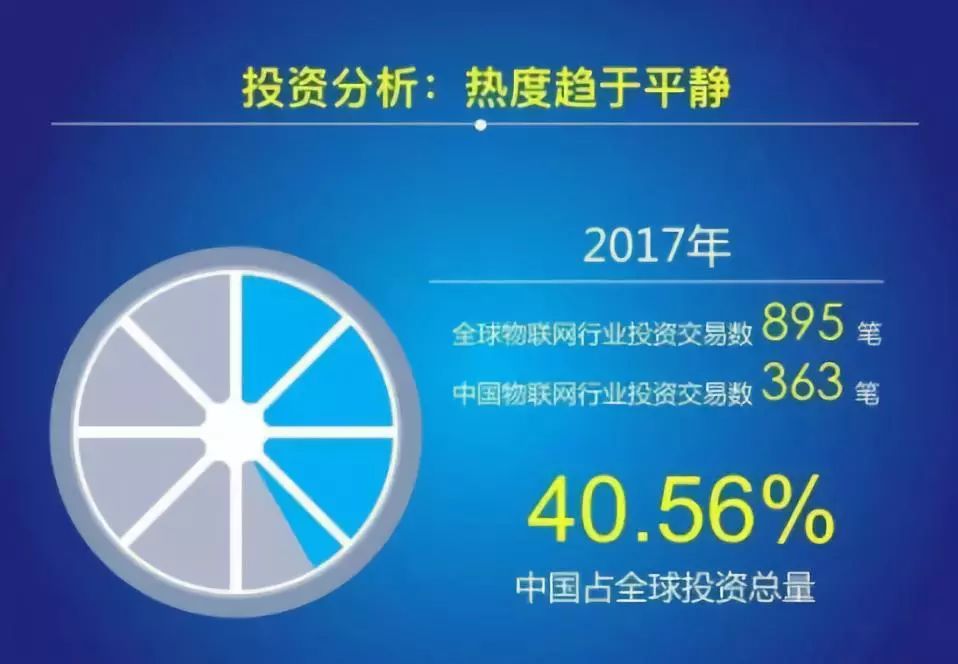 投资分析：热度趋于平静
2017年
全球物联网行业投资交易数 895 笔
中国物联网行业投资交易数 363 笔
40.56%
中国占全球投资总量